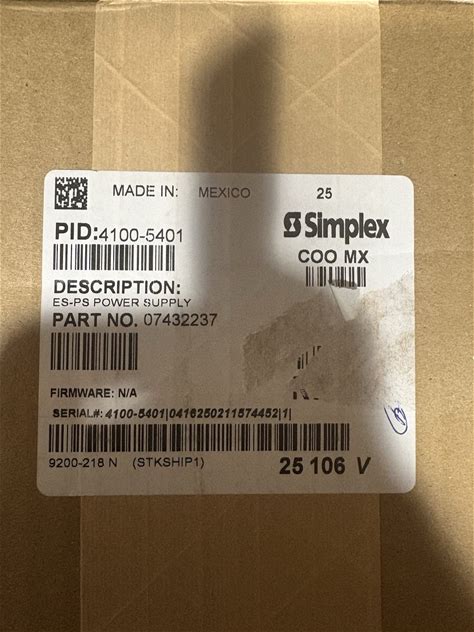 MADE IN: MEXICO 25
PID:4100-5401
Simplex
COO MX
DESCRIPTION:
ES-PS POWER SUPPLY
PART NO. 07432237
FIRMWARE: N/A
SERIAL#: 4100-5401|0416250211574452|1|
9200-218 N (STKSHIP1) 25 106 V